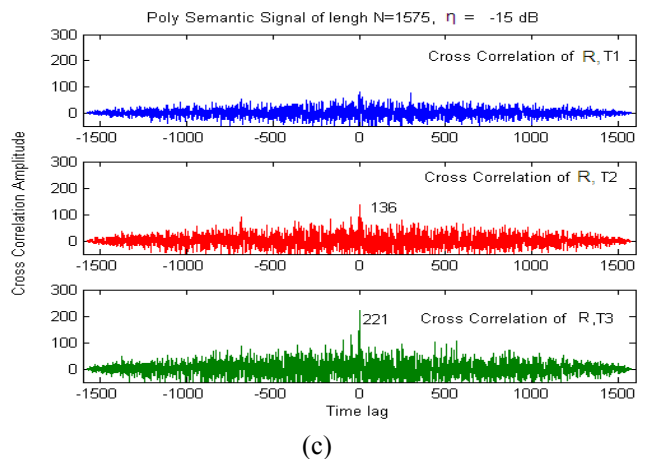 Poly Semantic Signal of lengh N=1575, η = -15 dB
Cross Correlation Amplitude
300
200
100
0
Cross Correlation of R, T1
-1500 -1000 -500 0 500 1000 1500
300
200
100
0
Cross Correlation of R, T2
136
-1500 -1000 -500 0 500 1000 1500
300
200
100
0
221
Cross Correlation of R,T3
-1500 -1000 -500 0 500 1000 1500
Time lag
(c)